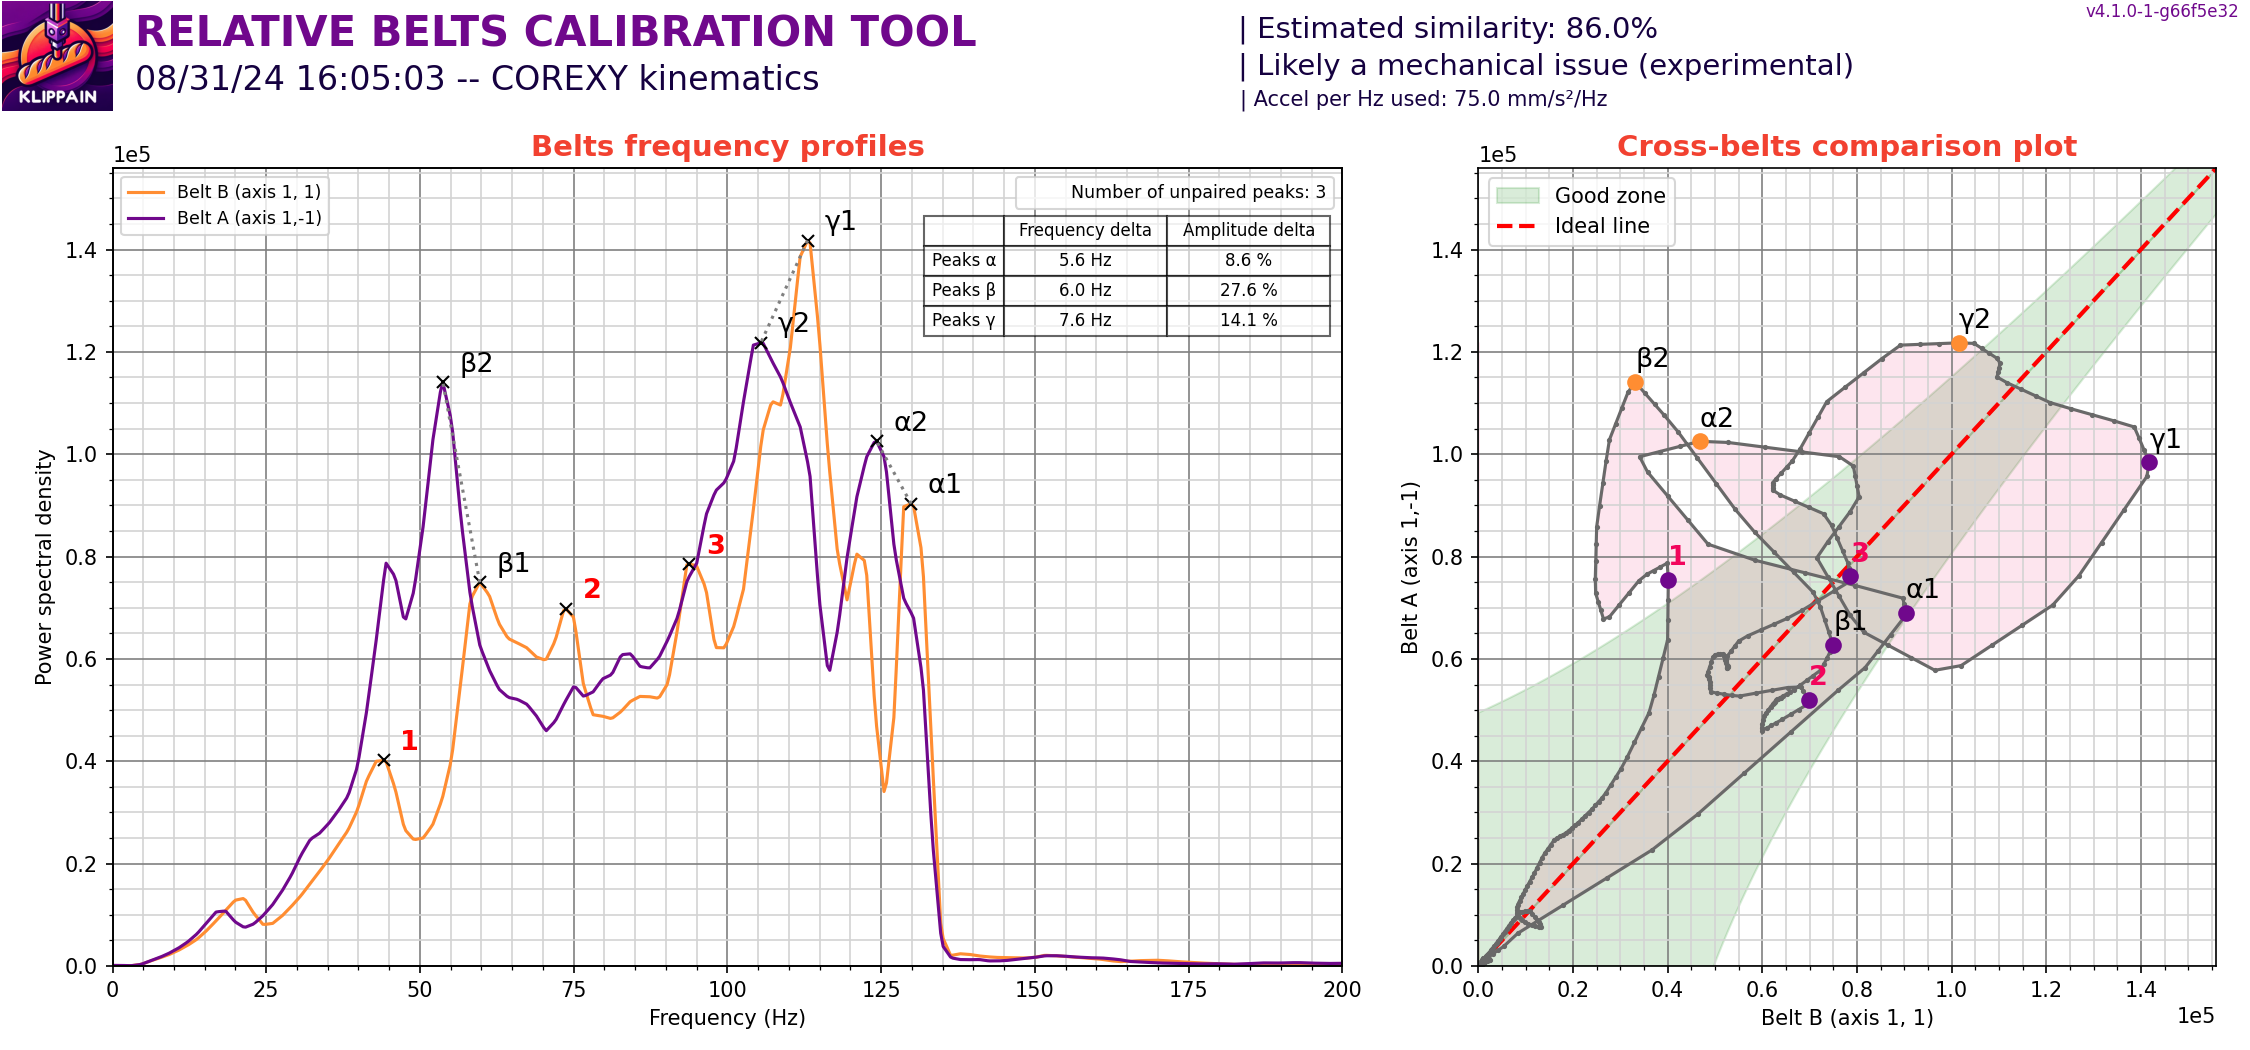 KLIPPAIN
RELATIVE BELTS CALIBRATION TOOL
08/31/24 16:05:03 -- COREXY kinematics
| Estimated similarity: 86.0%
| Likely a mechanical issue (experimental)
| Accel per Hz used: 75.0 mm/s²/Hz
v4.1.0-1-g66f5e32
Belts frequency profiles
1e5
Belt B (axis 1, 1)
Belt A (axis 1,-1)
Number of unpaired peaks: 3
Frequency delta Amplitude delta
Peaks α 5.6 Hz 8.6 %
Peaks β 6.0 Hz 27.6 %
Peaks γ 7.6 Hz 14.1 %
γ1
γ2
β2
α2
α1
β1
3
2
1
Power spectral density
1.4
1.2
1.0
0.8
0.6
0.4
0.2
0.0
0 25 50 75 100 125 150 175 200
Frequency (Hz)
Cross-belts comparison plot
1e5
Good zone
Ideal line
γ2
β2
α2
γ1
1
3
α1
β1
2
Belt A (axis 1,-1)
1.4
1.2
1.0
0.8
0.6
0.4
0.2
0.0
0.0 0.2 0.4 0.6 0.8 1.0 1.2 1.4
Belt B (axis 1, 1)
1e5